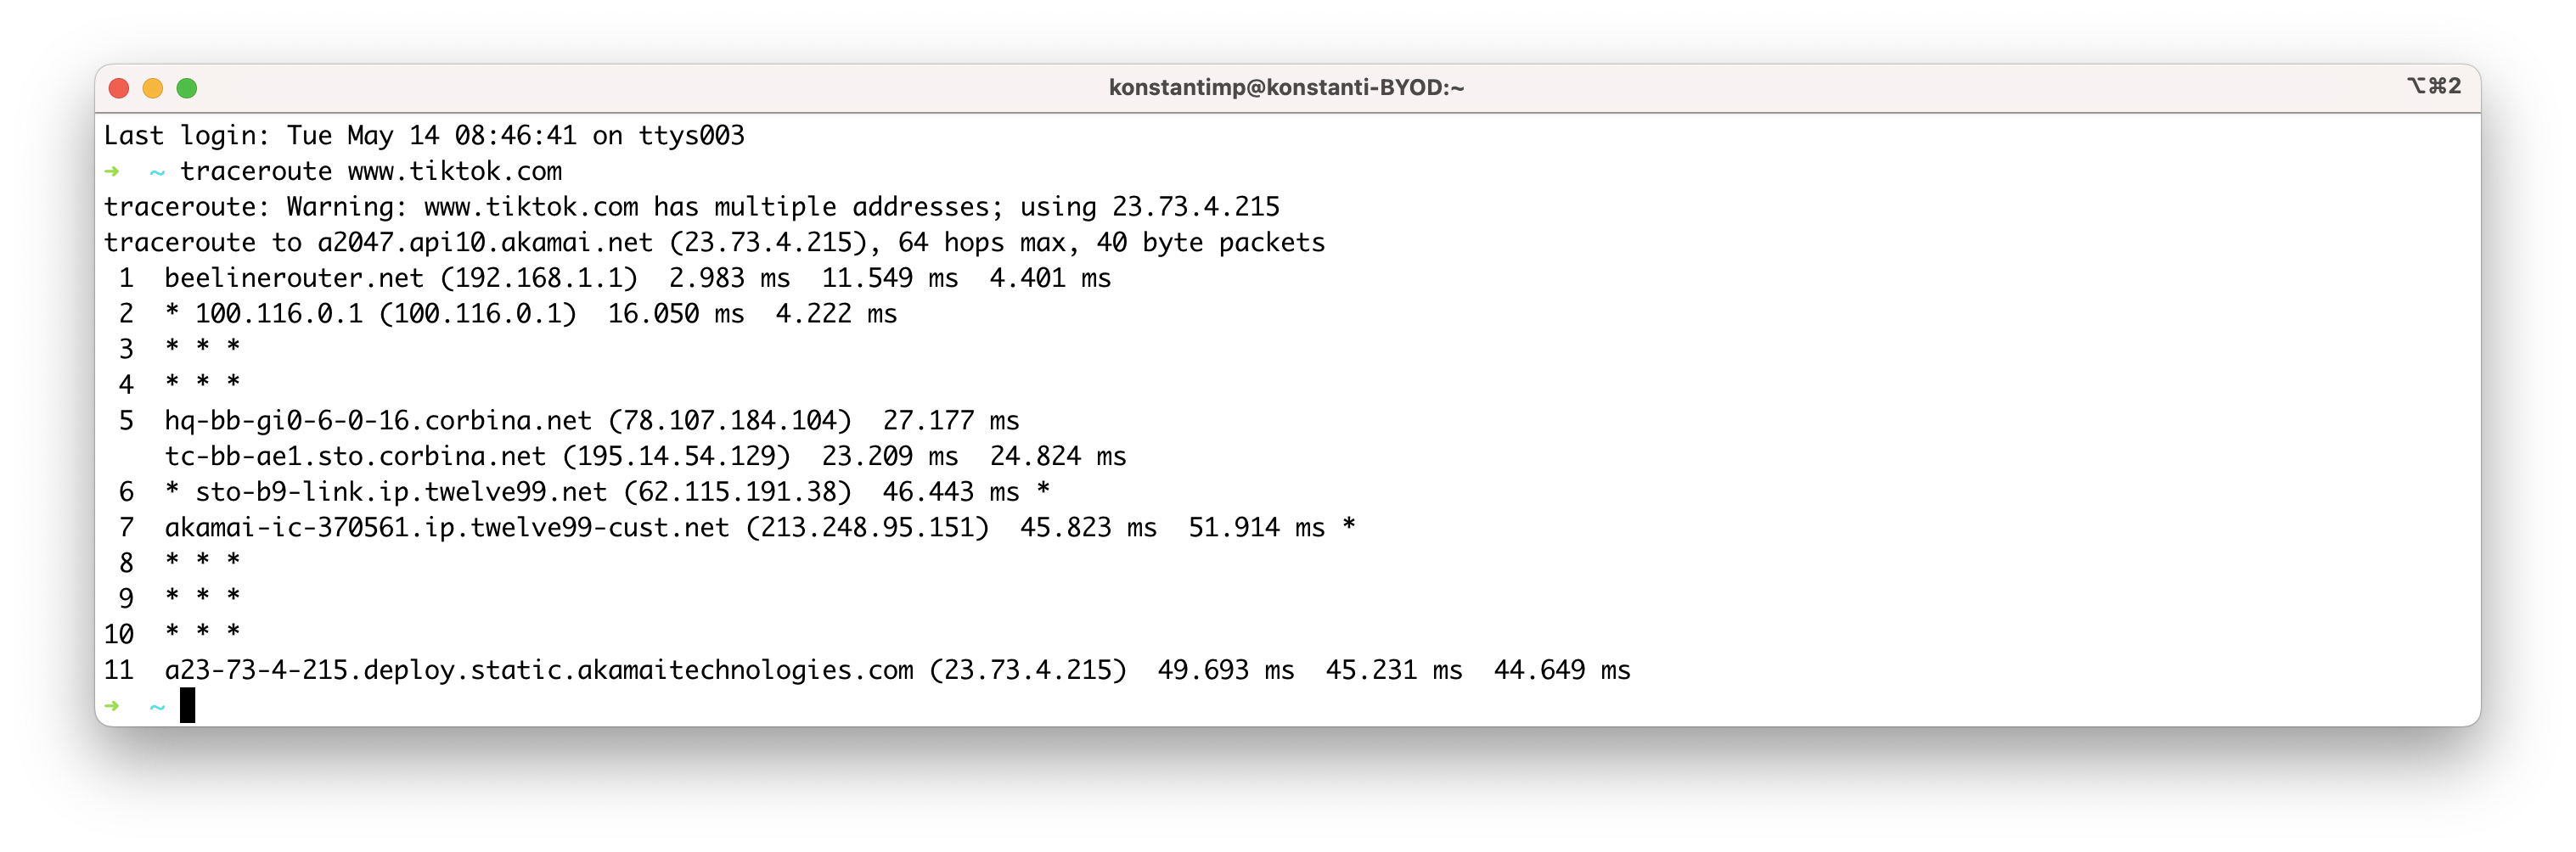 konstantimp@konstanti-BYOD:~
⌥⌘2
Last login: Tue May 14 08:46:41 on ttys003
➜  ~ traceroute www.tiktok.com
traceroute: Warning: www.tiktok.com has multiple addresses; using 23.73.4.215
traceroute to a2047.api10.akamai.net (23.73.4.215), 64 hops max, 40 byte packets
 1  beelinerouter.net (192.168.1.1)  2.983 ms  11.549 ms  4.401 ms
 2  * 100.116.0.1 (100.116.0.1)  16.050 ms  4.222 ms
 3  * * *
 4  * * *
 5  hq-bb-gi0-6-0-16.corbina.net (78.107.184.104)  27.177 ms
    tc-bb-ae1.sto.corbina.net (195.14.54.129)  23.209 ms  24.824 ms
 6  * sto-b9-link.ip.twelve99.net (62.115.191.38)  46.443 ms *
 7  akamai-ic-370561.ip.twelve99-cust.net (213.248.95.151)  45.823 ms  51.914 ms *
 8  * * *
 9  * * *
10  * * *
11  a23-73-4-215.deploy.static.akamaitechnologies.com (23.73.4.215)  49.693 ms  45.231 ms  44.649 ms
➜  ~